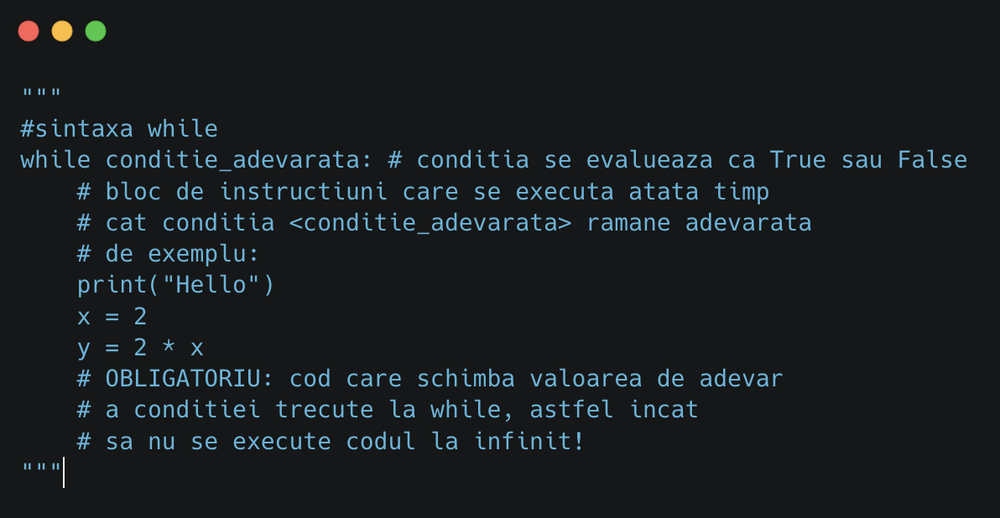 """
#sintaxa while
while conditie_adevarata: # conditia se evalueaza ca True sau False
    # bloc de instructiuni care se executa atata timp
    # cat conditia <conditie_adevarata> ramane adevarata
    # de exemplu:
    print("Hello")
    x = 2
    y = 2 * x
    # OBLIGATORIU: cod care schimba valoarea de adevar
    # a conditiei trecute la while, astfel incat
    # sa nu se execute codul la infinit!
"""